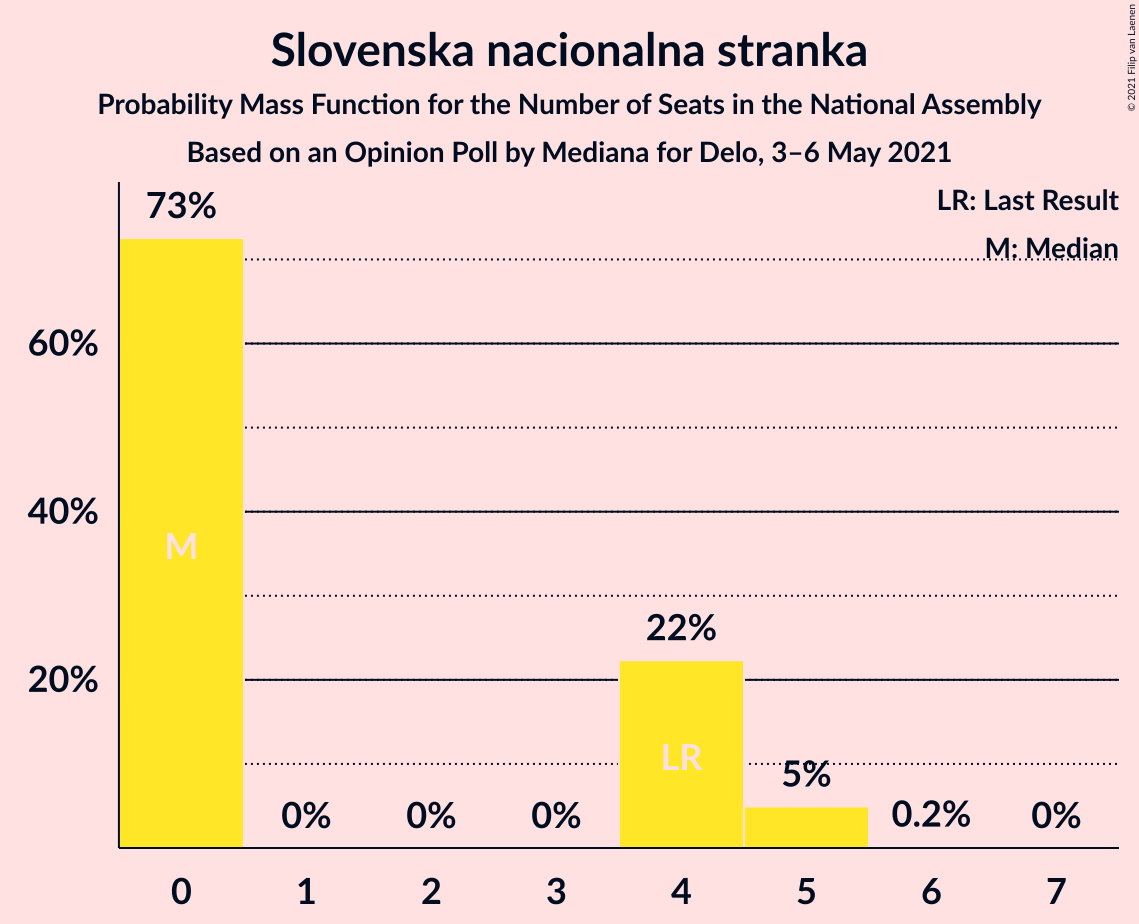 Slovenska nacionalna stranka
Probability Mass Function for the Number of Seats in the National Assembly
Based on an Opinion Poll by Mediana for Delo, 3–6 May 2021
© 2021 Filip van Laenen
LR: Last Result
M: Median
73%
60%
40%
20%
M
22%
LR
0%
0%
0%
5%
0.2%
0%
0
1
2
3
4
5
6
7